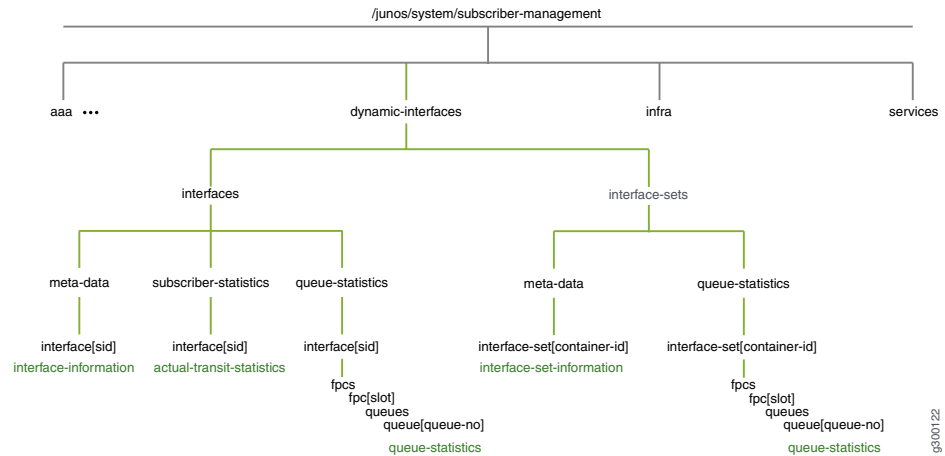 /junos/system/subscriber-management
aaa •••
dynamic-interfaces
infra
services
interfaces
interface-sets
meta-data
subscriber-statistics
queue-statistics
meta-data
queue-statistics
interface[sid]
interface[sid]
interface[sid]
interface-set[container-id]
interface-set[container-id]
interface-information
actual-transit-statistics
interface-set-information
fpcs
fpc[slot]
queues
queue[queue-no]
queue-statistics
fpcs
fpc[slot]
queues
queue[queue-no]
queue-statistics
g300122